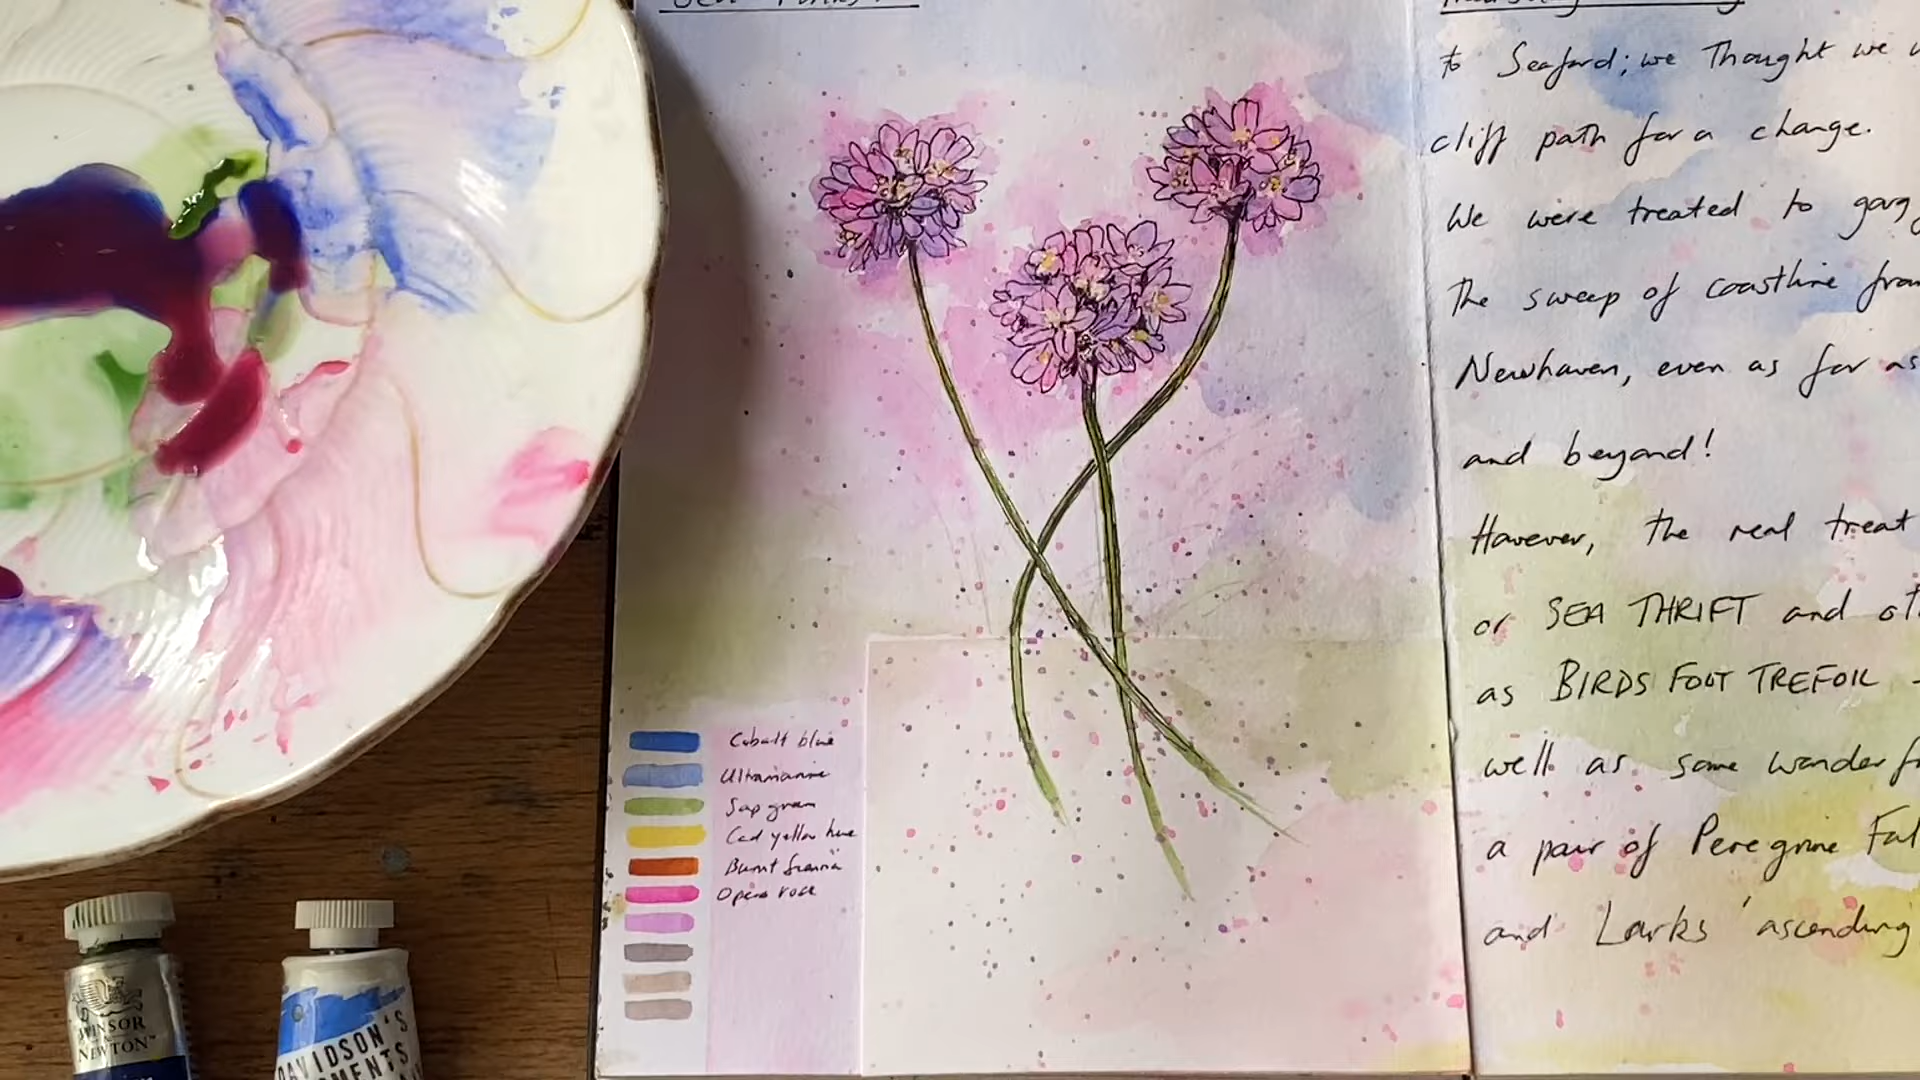 Cobalt blue
Ultramarine
Sap green
Cad yellow hue
Burnt Sienna
Opera rose
to Seaford; we Thought we
cliff path for a change.
We were treated to
The sweep of coastline from
Newhaven, even as far as
and beyond!
However, the real treat
or SEA THRIFT and
as BIRDS FOOT TREFOIL -
well as some
a pair of Peregrine
and Larks 'ascending'
WINSOR
&
NEWTON™
DAVIDSON'S